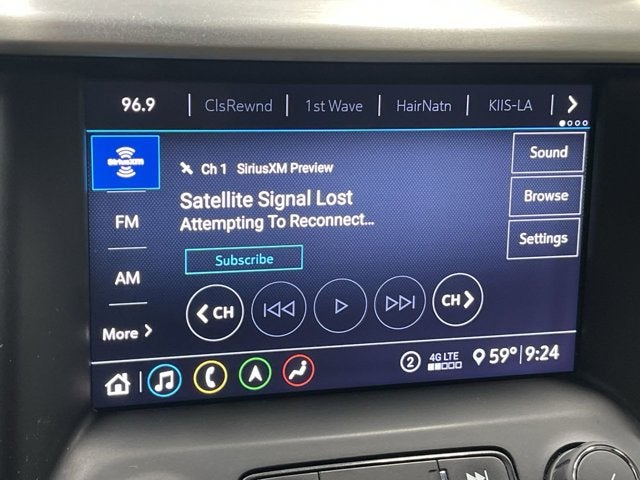 96.9 ClsRewnd 1st Wave HairNatn KIIS-LA
SiriusXM
Ch 1 SiriusXM Preview
Sound
Satellite Signal Lost
Attempting To Reconnect...
Browse
FM
Settings
Subscribe
AM
CH CH
More
2 4G LTE 59° 9:24